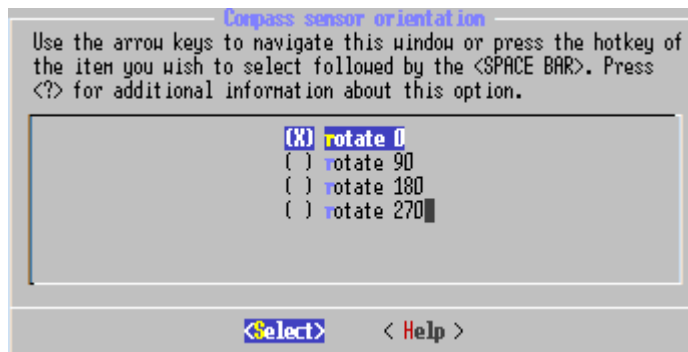 Compass sensor orientation
Use the arrow keys to navigate this window or press the hotkey of
the item you wish to select followed by the <SPACE BAR>. Press
<?> for additional information about this option.
(X) rotate 0
( ) rotate 90
( ) rotate 180
( ) rotate 270
<Select> < Help >